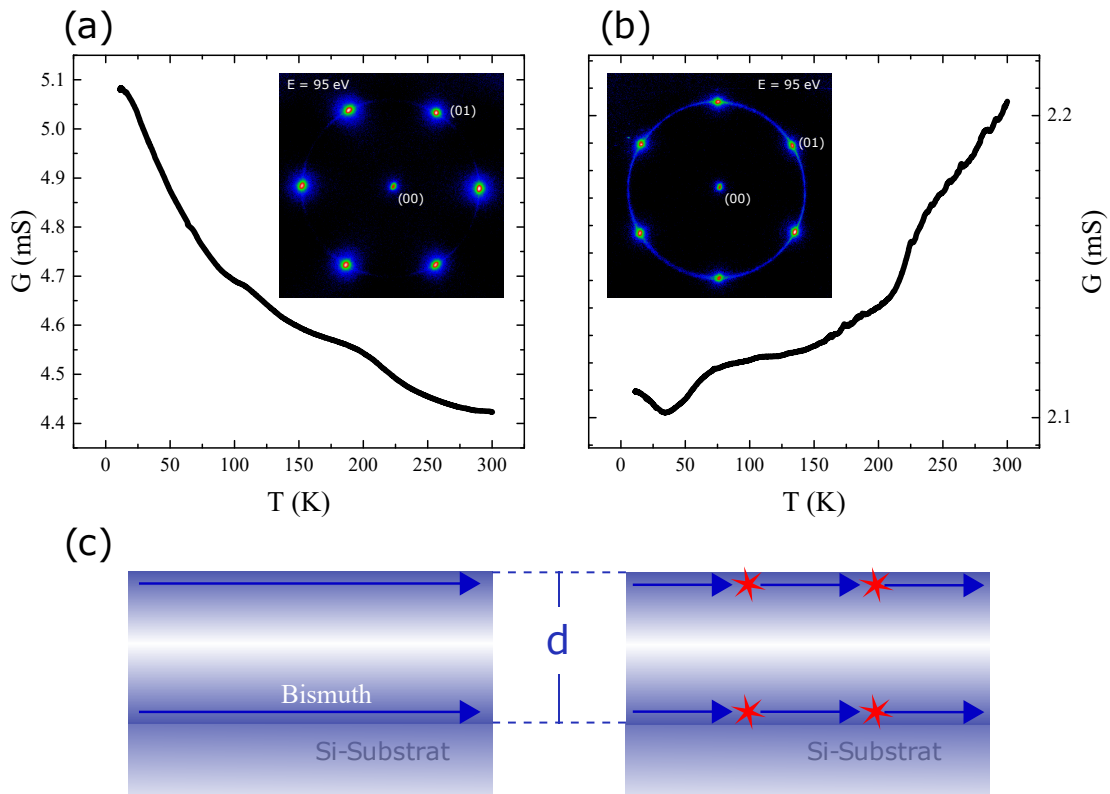 (a)
E = 95 eV
(01)
(00)
5.1
5.0
4.9
4.8
4.7
4.6
4.5
4.4
G (mS)
0 50 100 150 200 250 300
T (K)
(b)
E = 95 eV
(01)
(00)
2.2
2.1
G (mS)
0 50 100 150 200 250 300
T (K)
(c)
d
Bismuth
Si-Substrat
Si-Substrat